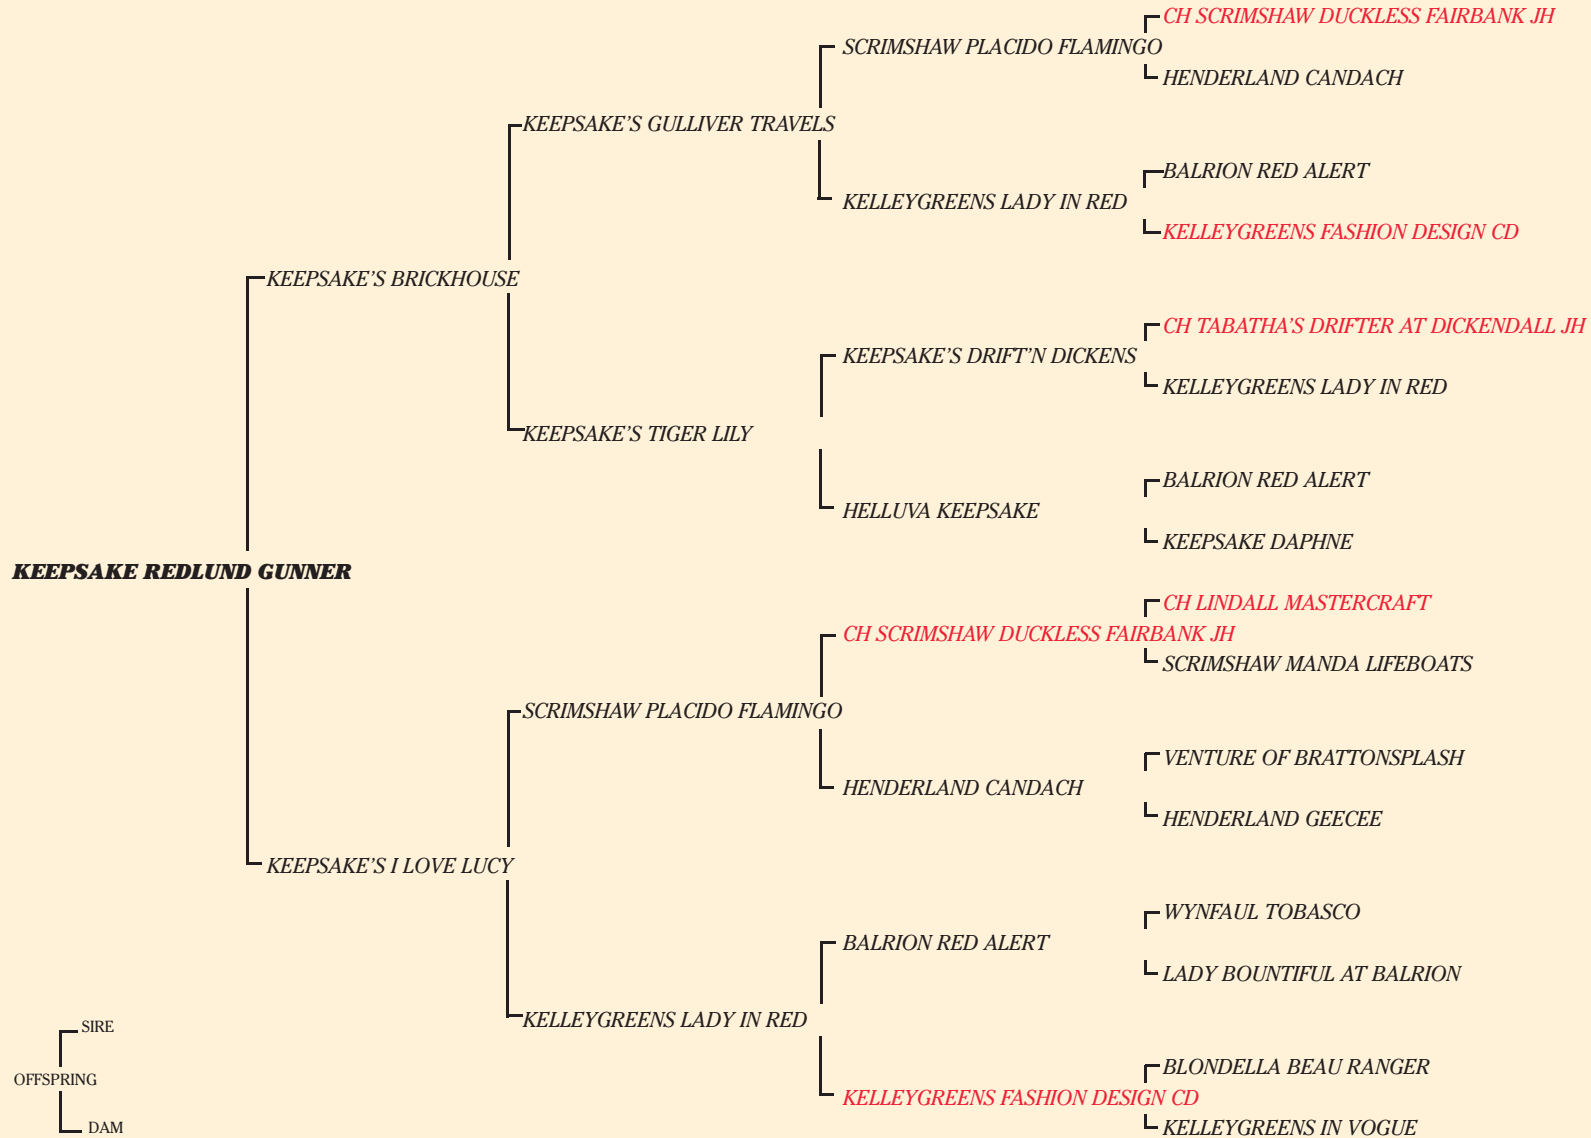 CH SCRIMSHAW DUCKLESS FAIRBANK JH
SCRIMSHAW PLACIDO FLAMINGO
HENDERLAND CANDACH
KEEPSAKE'S GULLIVER TRAVELS
BALRION RED ALERT
KELLEYGREENS LADY IN RED
KELLEYGREENS FASHION DESIGN CD
KEEPSAKE'S BRICKHOUSE
CH TABATHA'S DRIFTER AT DICKENDALL JH
KEEPSAKE'S DRIFT'N DICKENS
KELLEYGREENS LADY IN RED
KEEPSAKE'S TIGER LILY
BALRION RED ALERT
HELLUVA KEEPSAKE
KEEPSAKE DAPHNE
KEEPSAKE REDLUND GUNNER
CH LINDALL MASTERCRAFT
CH SCRIMSHAW DUCKLESS FAIRBANK JH
SCRIMSHAW MANDA LIFEBOATS
SCRIMSHAW PLACIDO FLAMINGO
VENTURE OF BRATTONSPLASH
HENDERLAND CANDACH
HENDERLAND GEECEE
KEEPSAKE'S I LOVE LUCY
WYNFAUL TOBASCO
BALRION RED ALERT
LADY BOUNTIFUL AT BALRION
KELLEYGREENS LADY IN RED
BLONDELLA BEAU RANGER
KELLEYGREENS FASHION DESIGN CD
KELLEYGREENS IN VOGUE
SIRE
OFFSPRING
DAM